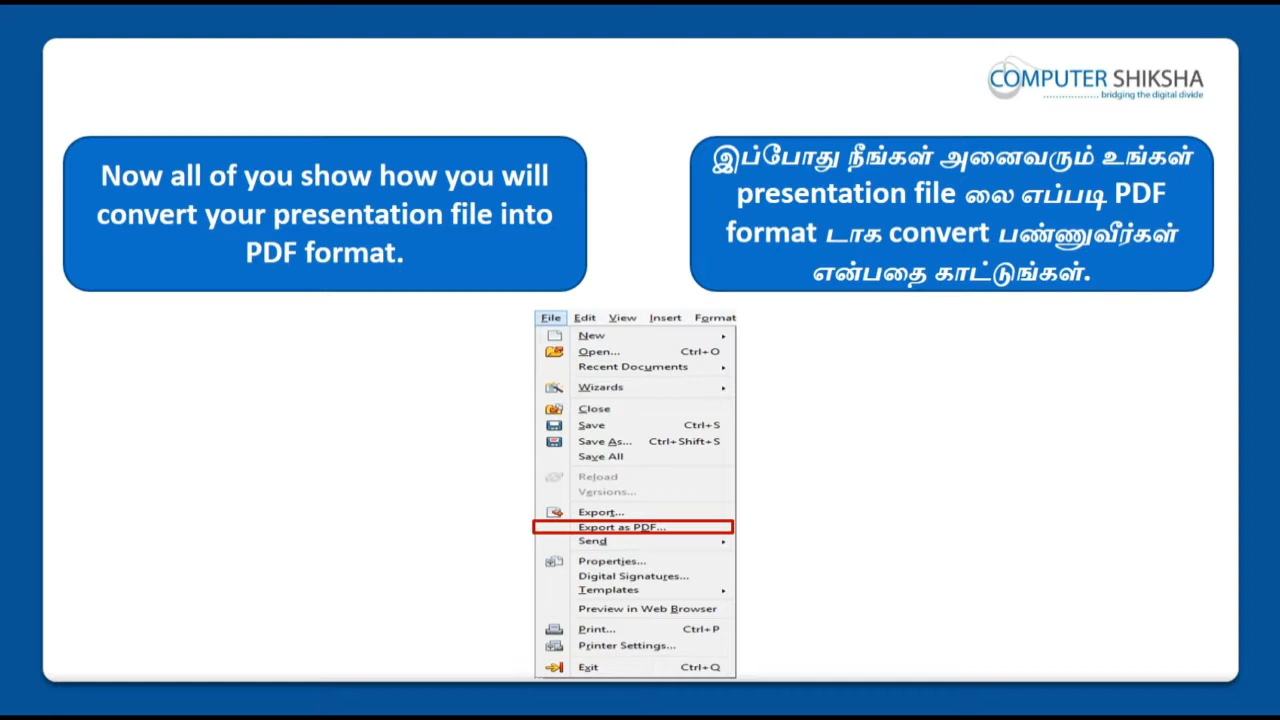 COMPUTER SHIKSHA
bridging the digital divide
Now all of you show how you will
convert your presentation file into
PDF format.
இப்போது நீங்கள் அனைவரும் உங்கள்
presentation file லை எப்படி PDF
format டாக convert பண்ணுவீர்கள்
என்பதை காட்டுங்கள்.
File Edit View Insert Format
New
Open... Ctrl+O
Recent Documents
Wizards
Close
Save Ctrl+S
Save As... Ctrl+Shift+S
Save All
Reload
Versions...
Export...
Export as PDF...
Send
Properties...
Digital Signatures...
Templates
Preview in Web Browser
Print... Ctrl+P
Printer Settings...
Exit Ctrl+Q